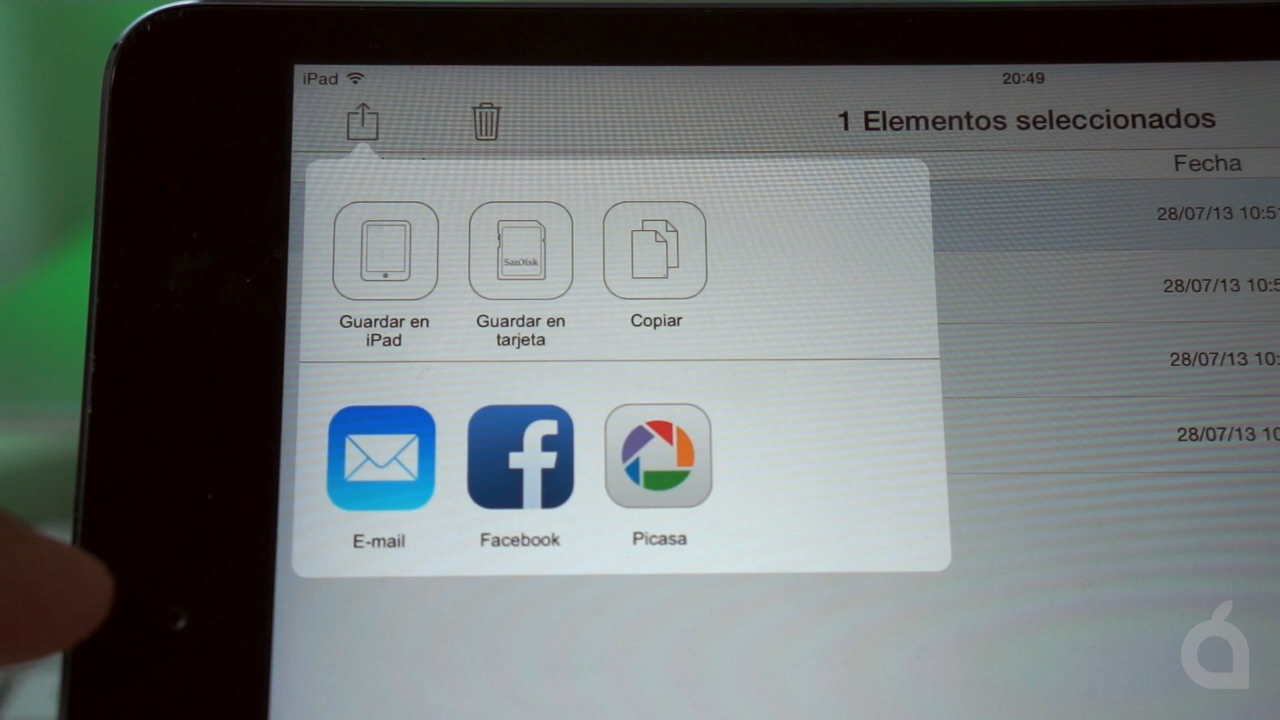 iPad
20:49
1 Elementos seleccionados
Fecha
28/07/13 10:5
28/07/13 10:5
28/07/13 10:
28/07/13 10
SanDisk
Guardar en
iPad
Guardar en
tarjeta
Copiar
E-mail
Facebook
Picasa